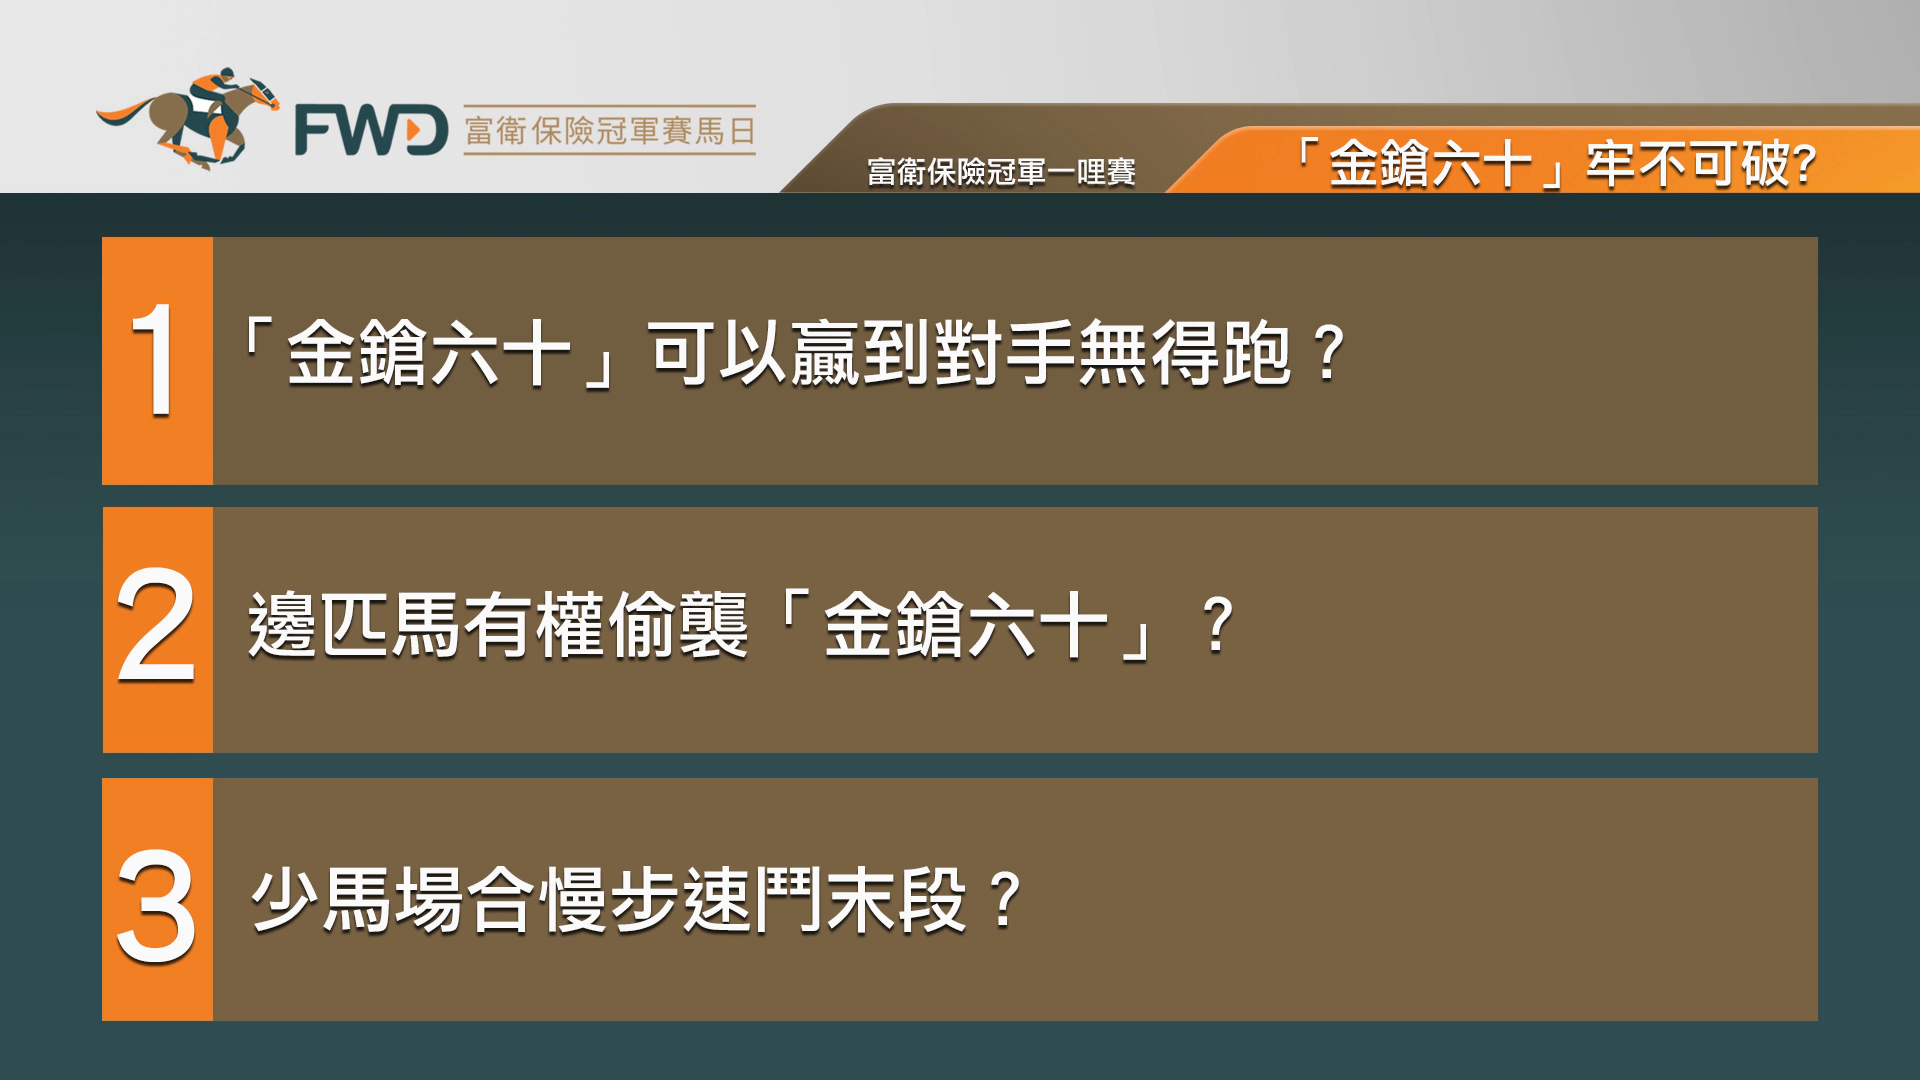 FWD 富衛保險冠軍賽馬日
富衛保險冠軍一哩賽
「金鎗六十」牢不可破?
1 「金鎗六十」可以贏到對手無得跑？
2 邊匹馬有權偷襲「金鎗六十」？
3 少馬場合慢步速鬥末段？